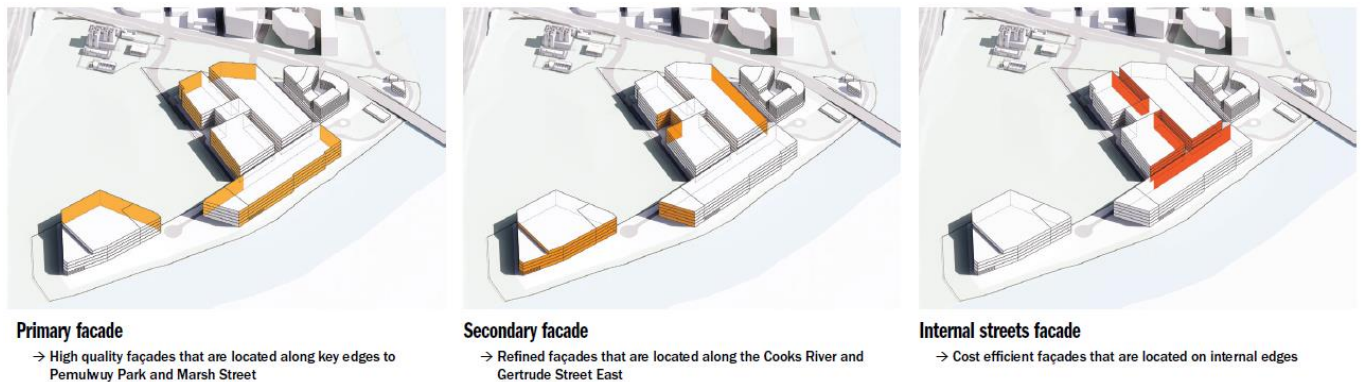 Primary facade
→ High quality façades that are located along key edges to
Pemulwuy Park and Marsh Street
Secondary facade
→ Refined façades that are located along the Cooks River and
Gertrude Street East
Internal streets facade
→ Cost efficient façades that are located on internal edges